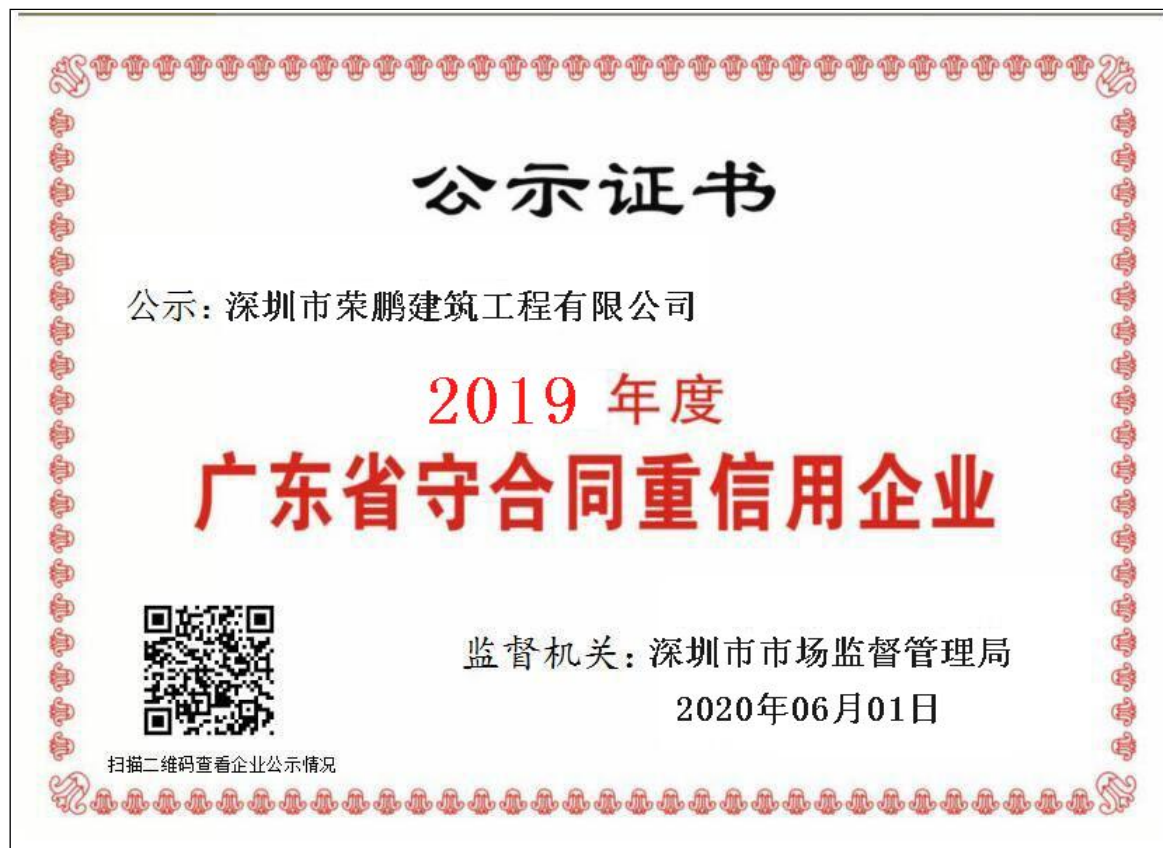 公示证书
公示：深圳市荣鹏建筑工程有限公司
2019 年度
广东省守合同重信用企业
监督机关：深圳市市场监督管理局
2020年06月01日
扫描二维码查看企业公示情况